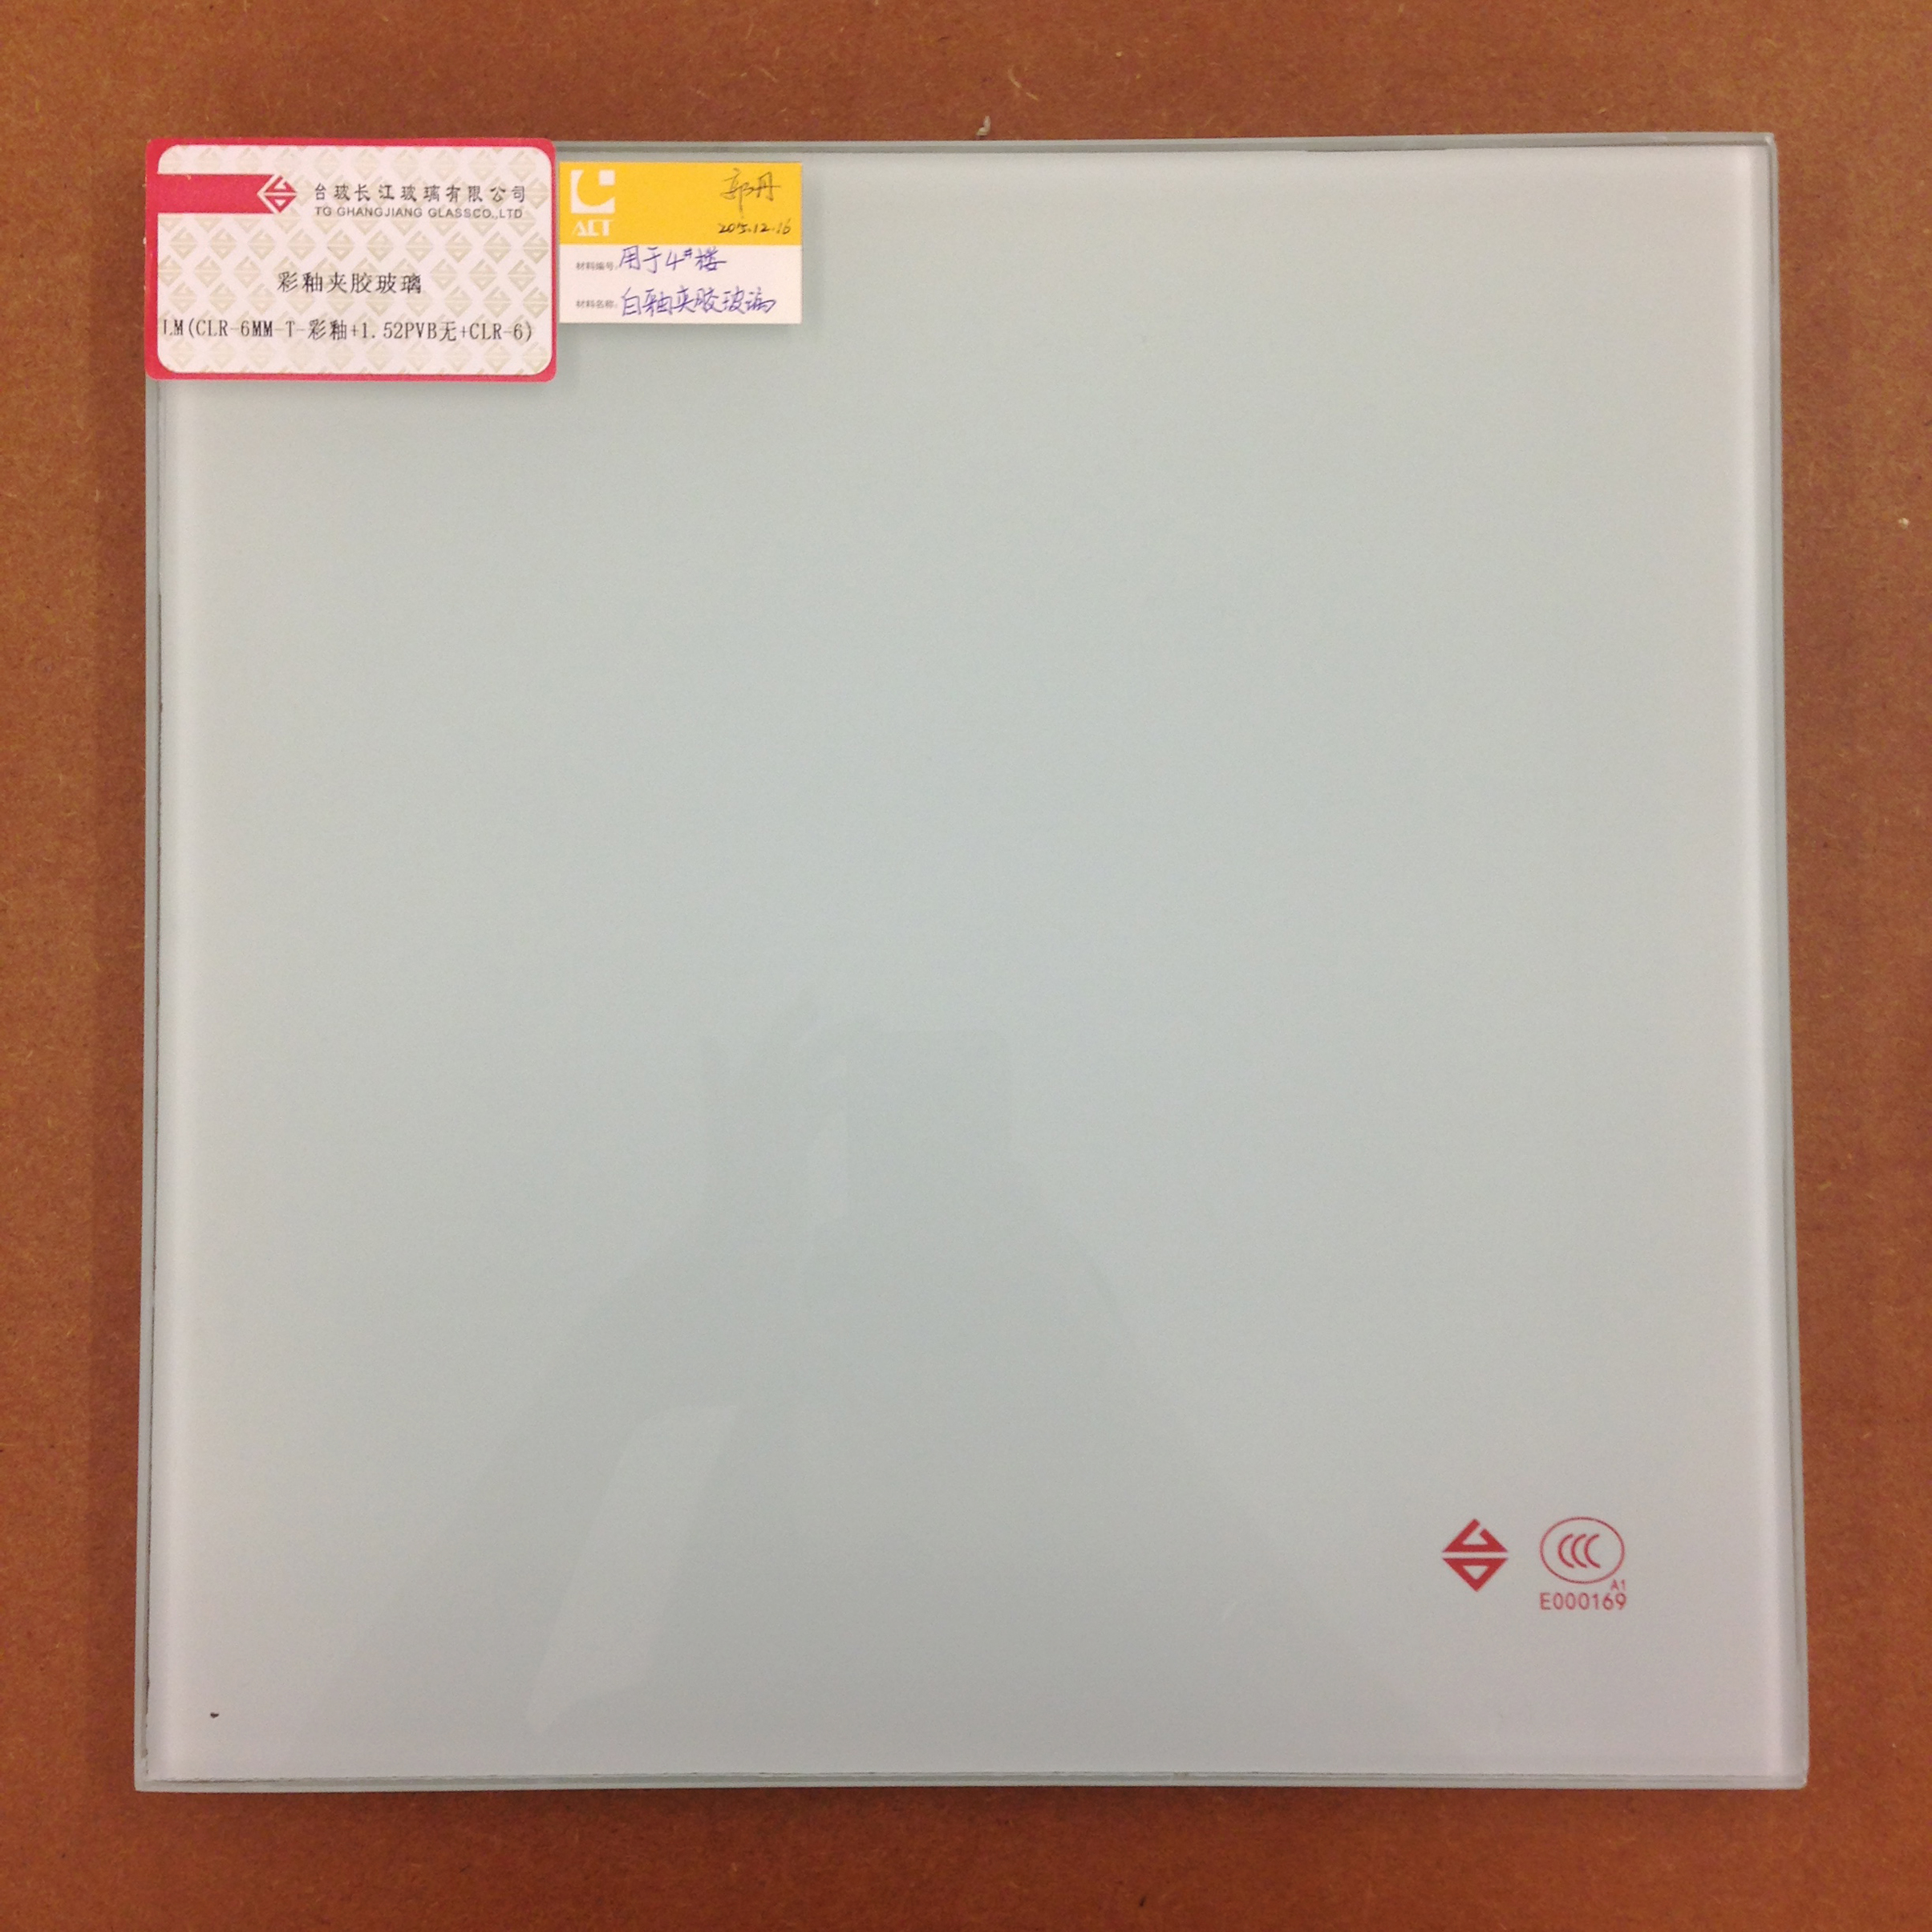 台玻长江玻璃有限公司
TG GHANGJIANG GLASSCO.,LTD
彩釉夹胶玻璃
LM(CLR-6MM-T-彩釉+1.52PVB无+CLR-6)
ACT
郭丹
2015.12.16
材料编号: 用于4#楼
材料名称: 白釉夹胶玻璃
CCC
A1
E000169